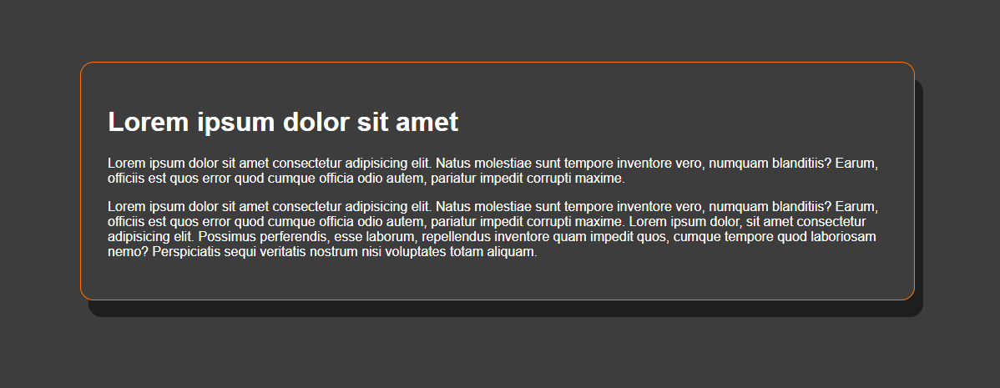 Lorem ipsum dolor sit amet
Lorem ipsum dolor sit amet consectetur adipisicing elit. Natus molestiae sunt tempore inventore vero, numquam blanditiis? Earum,
officiis est quos error quod cumque officia odio autem, pariatur impedit corrupti maxime.
Lorem ipsum dolor sit amet consectetur adipisicing elit. Natus molestiae sunt tempore inventore vero, numquam blanditiis? Earum,
officiis est quos error quod cumque officia odio autem, pariatur impedit corrupti maxime. Lorem ipsum dolor, sit amet consectetur
adipisicing elit. Possimus perferendis, esse laborum, repellendus inventore quam impedit quos, cumque tempore quod laboriosam
nemo? Perspiciatis sequi veritatis nostrum nisi voluptates totam aliquam.